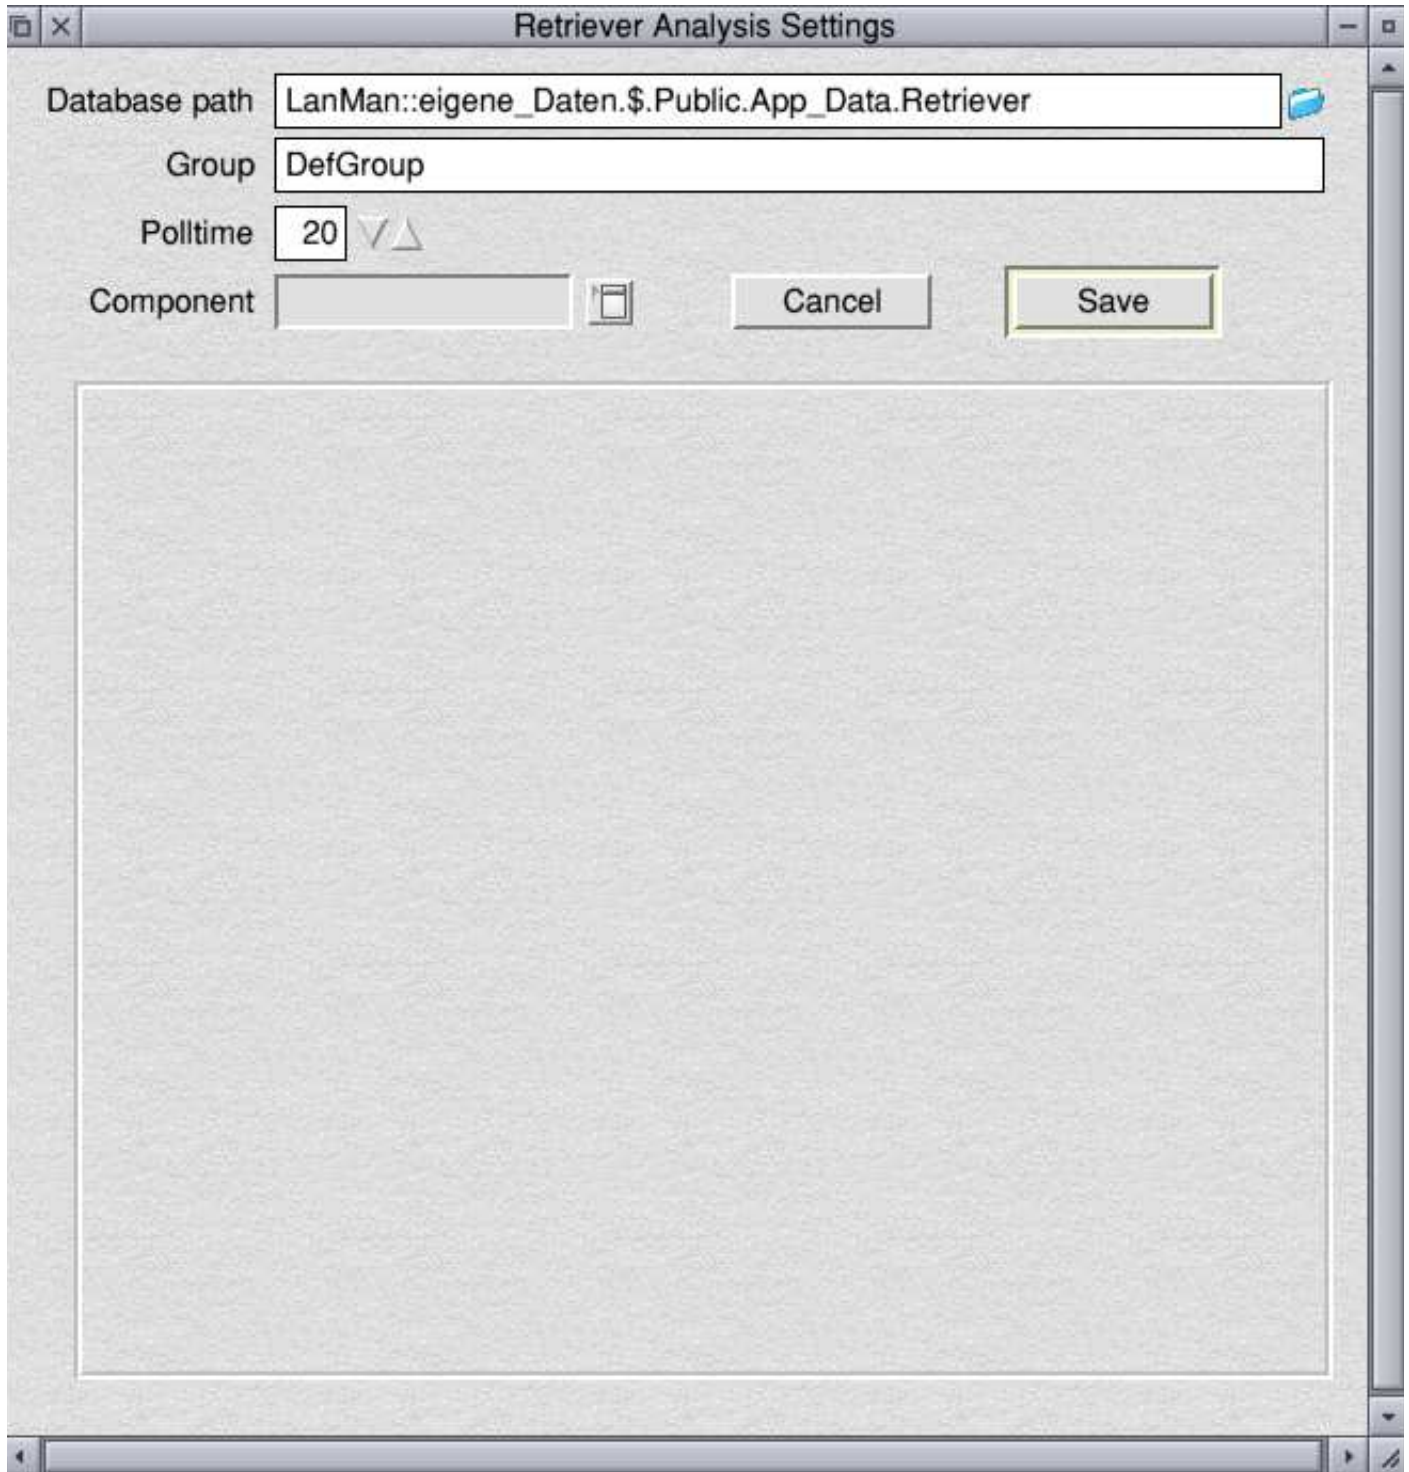 Retriever Analysis Settings
Database path LanMan::eigene_Daten.$.Public.App_Data.Retriever
Group DefGroup
Polltime 20
Component Cancel Save